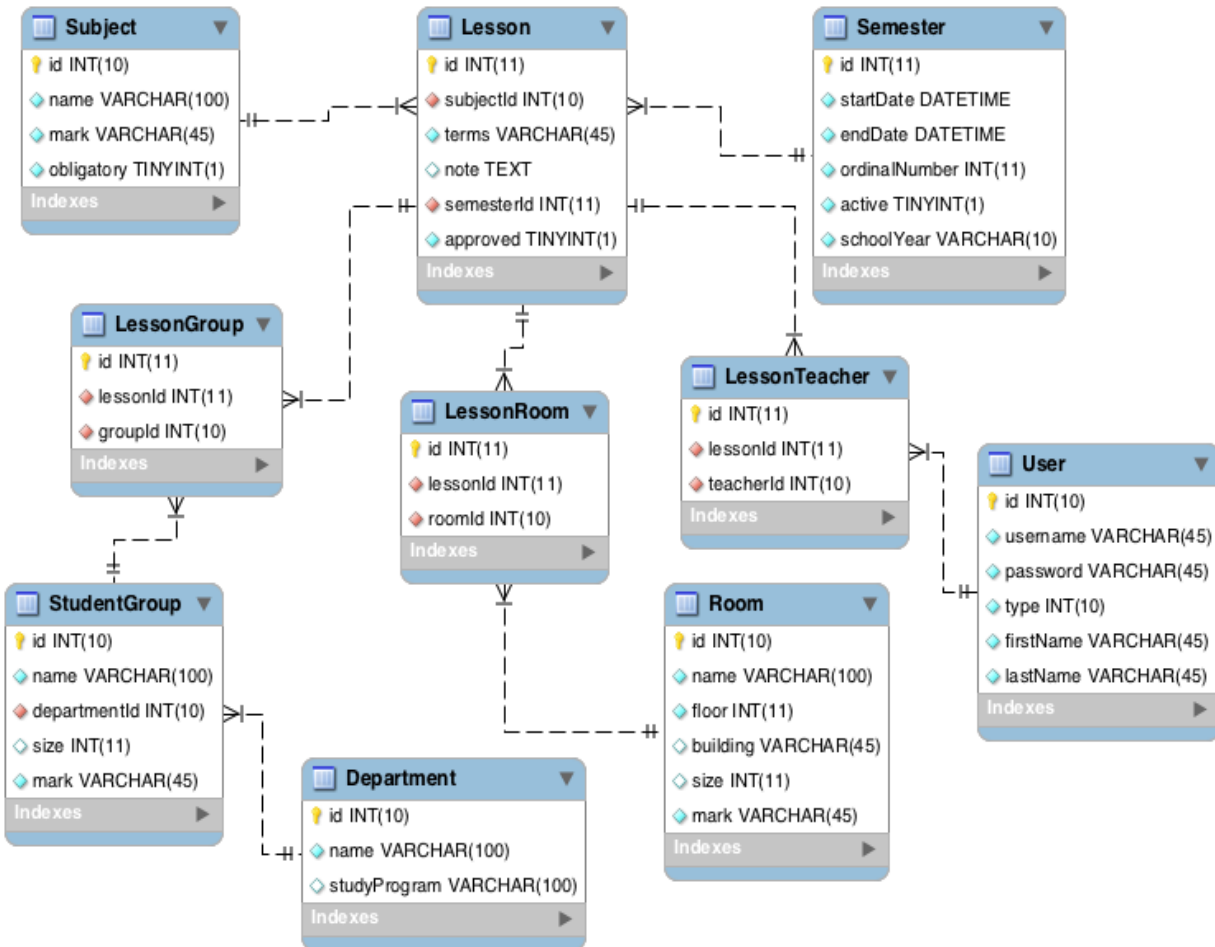 Subject
id INT(10)
name VARCHAR(100)
mark VARCHAR(45)
obligatory TINYINT(1)
Indexes
Lesson
id INT(11)
subjectId INT(10)
terms VARCHAR(45)
note TEXT
semesterId INT(11)
approved TINYINT(1)
Indexes
Semester
id INT(11)
startDate DATETIME
endDate DATETIME
ordinalNumber INT(11)
active TINYINT(1)
schoolYear VARCHAR(10)
Indexes
LessonGroup
id INT(11)
lessonId INT(11)
groupId INT(10)
Indexes
LessonRoom
id INT(11)
lessonId INT(11)
roomId INT(10)
Indexes
LessonTeacher
id INT(11)
lessonId INT(11)
teacherId INT(10)
Indexes
User
id INT(10)
username VARCHAR(45)
password VARCHAR(45)
type INT(10)
firstName VARCHAR(45)
lastName VARCHAR(45)
Indexes
StudentGroup
id INT(10)
name VARCHAR(100)
departmentId INT(10)
size INT(11)
mark VARCHAR(45)
Indexes
Room
id INT(10)
name VARCHAR(100)
floor INT(11)
building VARCHAR(45)
size INT(11)
mark VARCHAR(45)
Indexes
Department
id INT(10)
name VARCHAR(100)
studyProgram VARCHAR(100)
Indexes